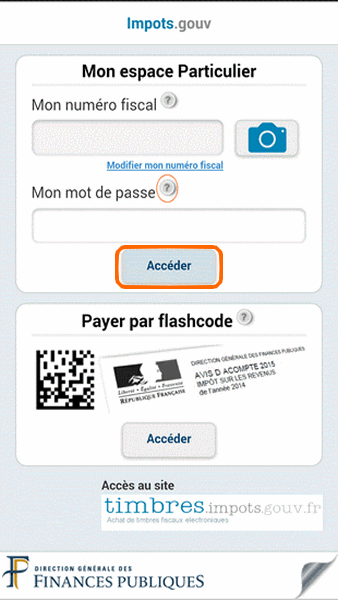 Impots.gouv
Mon espace Particulier
Mon numéro fiscal ?
Modifier mon numéro fiscal
Mon mot de passe ?
Accéder
Payer par flashcode ?
DIRECTION GÉNÉRALE DES FINANCES PUBLIQUES
AVIS D ACOMPTE 2015
IMPÔT SUR LES REVENUS
de l'année 2014
Liberté • Égalité • Fraternité
RÉPUBLIQUE FRANÇAISE
Accéder
Accès au site
timbres.impots.gouv.fr
Achat de timbres fiscaux électroniques
DIRECTION GÉNÉRALE DES
FINANCES PUBLIQUES